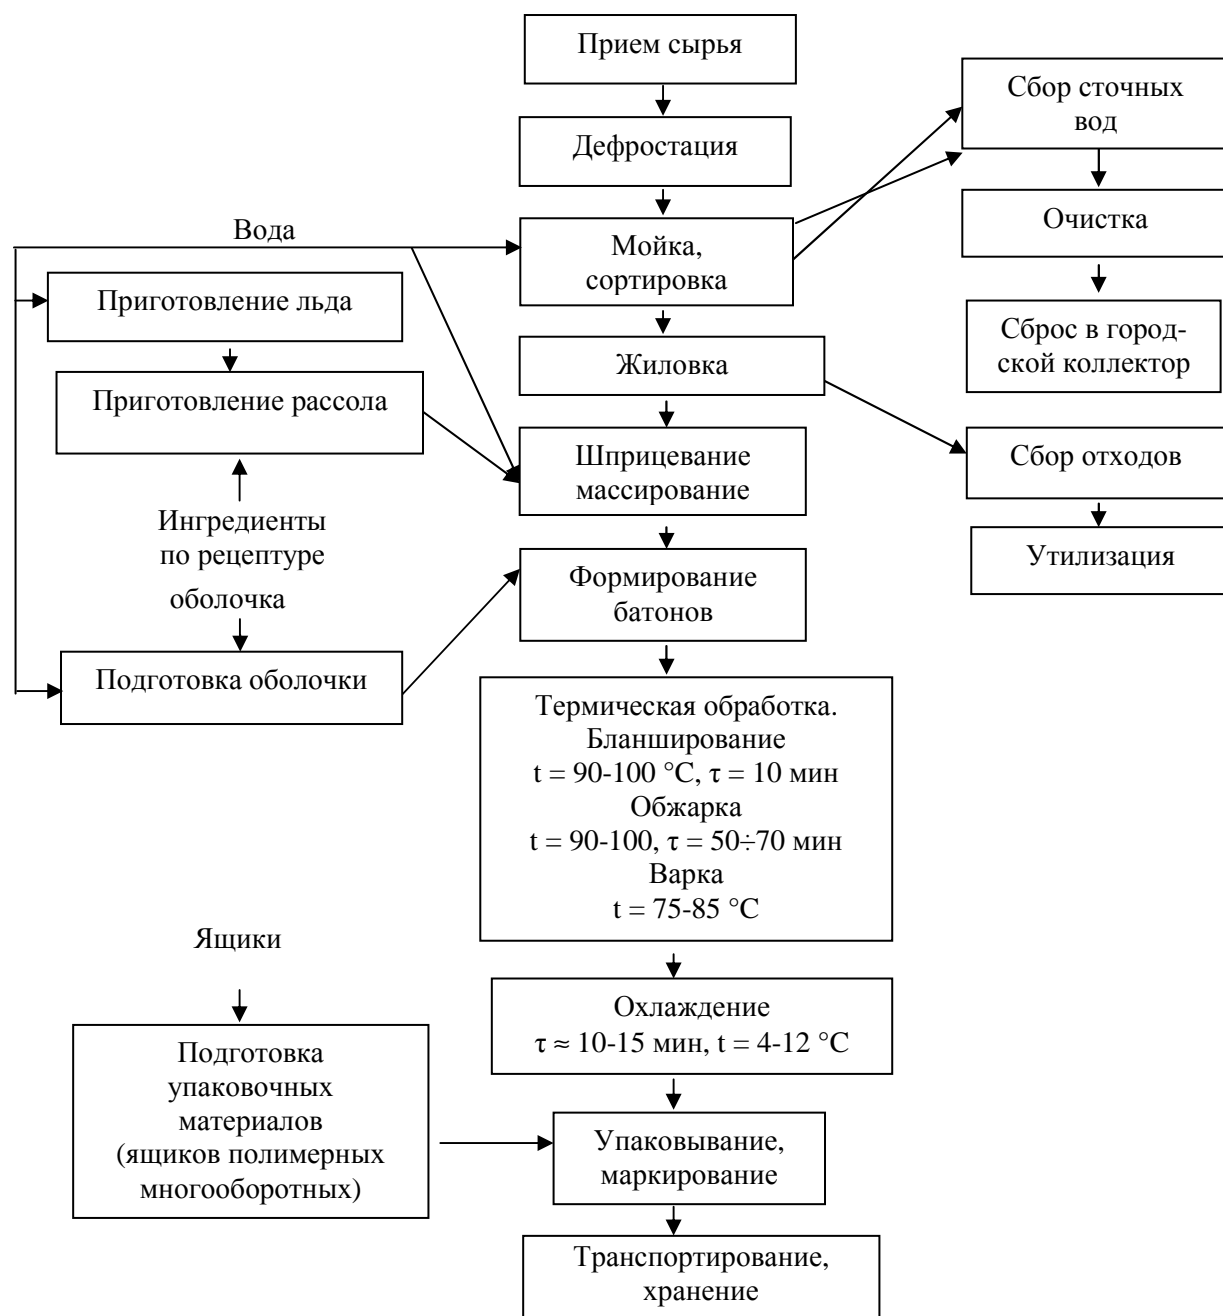 Прием сырья
Сбор сточных
вод
Дефростация
Очистка
Вода
Мойка,
сортировка
Приготовление льда
Сброс в город-
ской коллектор
Жиловка
Приготовление рассола
Шприцевание
массирование
Сбор отходов
Ингредиенты
по рецептуре
Утилизация
оболочка
Формирование
батонов
Подготовка оболочки
Термическая обработка.
Бланширование
t = 90-100 °С, τ = 10 мин
Обжарка
t = 90-100, τ = 50÷70 мин
Варка
t = 75-85 °С
Ящики
Охлаждение
τ ≈ 10-15 мин, t = 4-12 °С
Подготовка
упаковочных
материалов
(ящиков полимерных
многооборотных)
Упаковывание,
маркирование
Транспортирование,
хранение